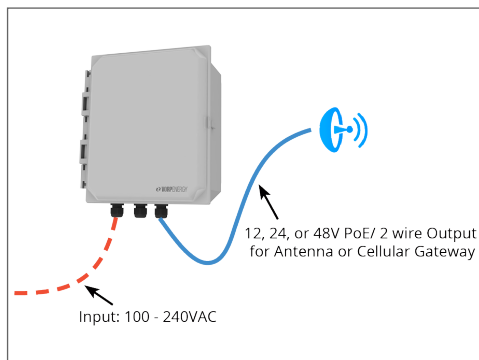 12, 24, or 48V PoE/ 2 wire Output
for Antenna or Cellular Gateway
Input: 100 - 240VAC